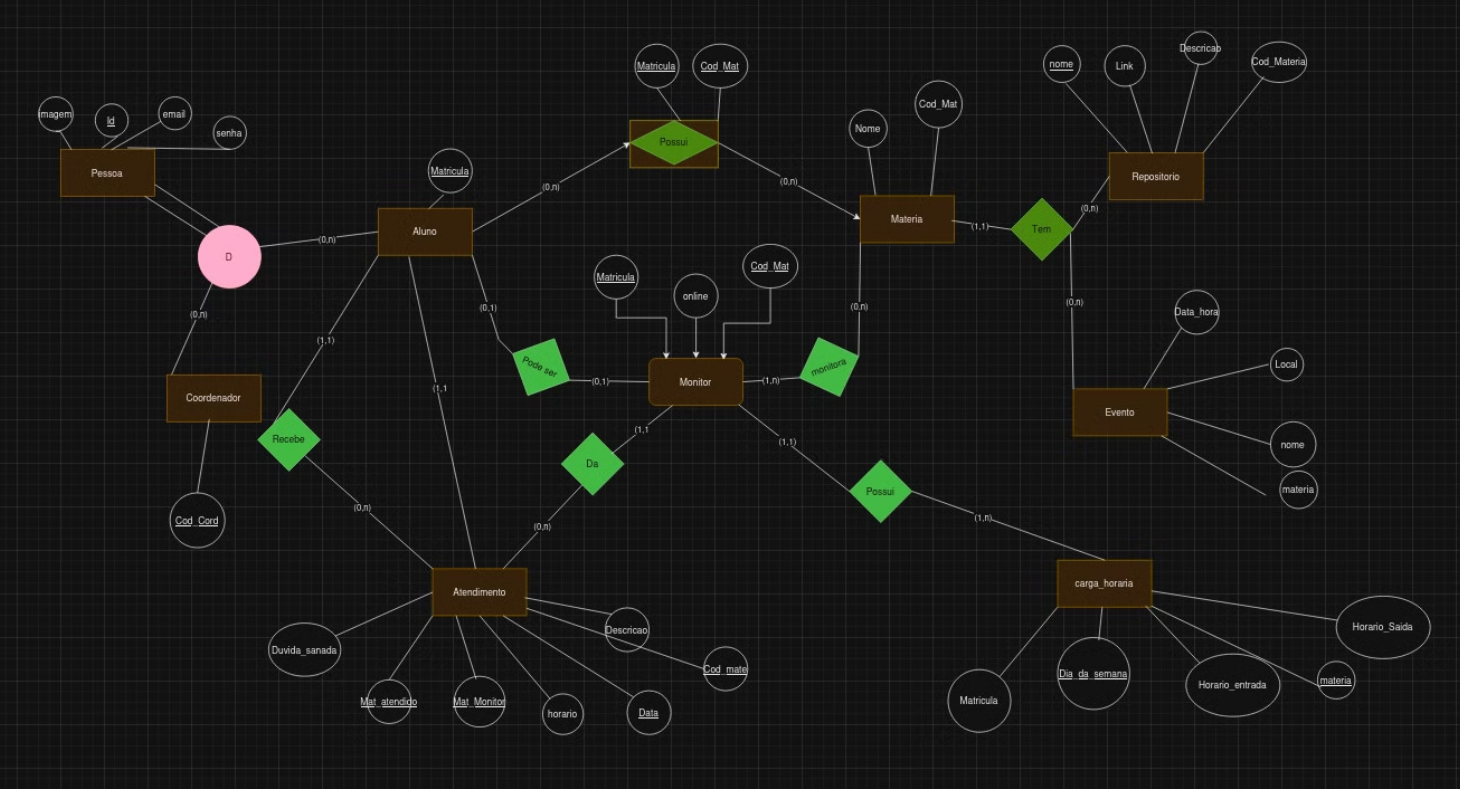 Descricao
nome
Link
Cod_Materia
Matricula
Cod_Mat
imagem
Id
email
senha
Nome
Cod_Mat
Possui
Pessoa
Matricula
Repositorio
(0,n)
(0,n)
(0,n)
Materia
(1,1)
Tem
Aluno
(0,n)
D
Matricula
Cod_Mat
online
(0,n)
(0,1)
(0,n)
(0,n)
Data_hora
(1,1)
Pode ser
monitora
Local
(0,1)
Monitor
(1,n)
(1,1
Coordenador
Evento
Recebe
(1,1
(1,1)
nome
Da
Possui
materia
(0,n)
Cod_Cord
(0,n)
(1,n)
Atendimento
carga_horaria
Descricao
Horario_Saida
Duvida_sanada
Cod_mate
Dia_da_semana
Horario_entrada
materia
Mat_atendido
Mat_Monitor
horario
Data
Matricula